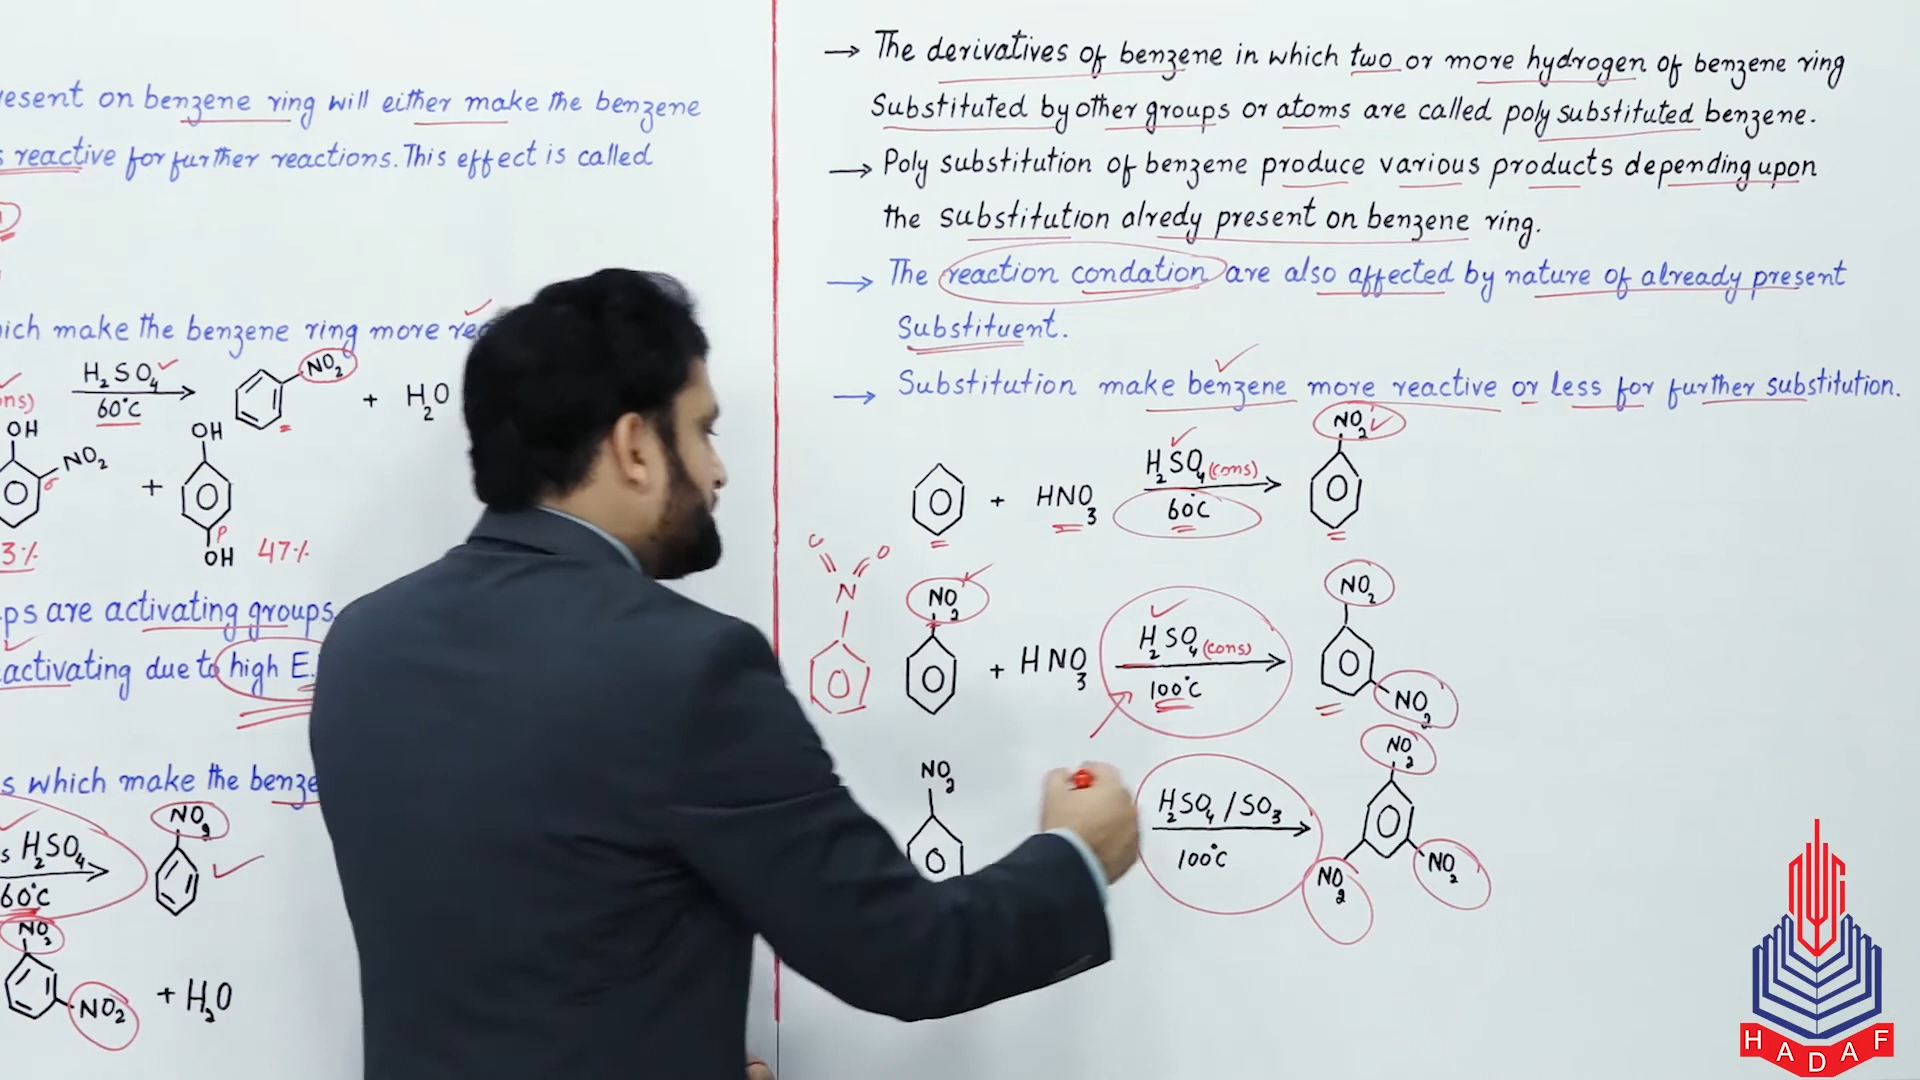 resent on benzene ring will either make the benzene
s reactive for further reactions. This effect is called
hich make the benzene ring more
ons)
H2SO4
60°C
NO2
+ H2O
OH
NO2
+
OH
3%
P
OH
47%
ps are activating groups
activating due to high E.
s which make the benze
s H2SO4
60°C
NO2
NO2
NO2
+ H2O
→ The derivatives of benzene in which two or more hydrogen of benzene ring
Substituted by other groups or atoms are called poly substituted benzene.
→ Poly substitution of benzene produce various products depending upon
the substitution alredy present on benzene ring.
→ The reaction condation are also affected by nature of already present
Substituent.
→ Substitution make benzene more reactive or less for further substitution.
+ HNO3
H2SO4 (cons)
60°C
NO2
O
N
NO2
+ HNO3
H2SO4 (cons)
100°C
NO2
NO2
NO2
H2SO4 / SO3
100°C
NO2
NO2
NO2
HADAF